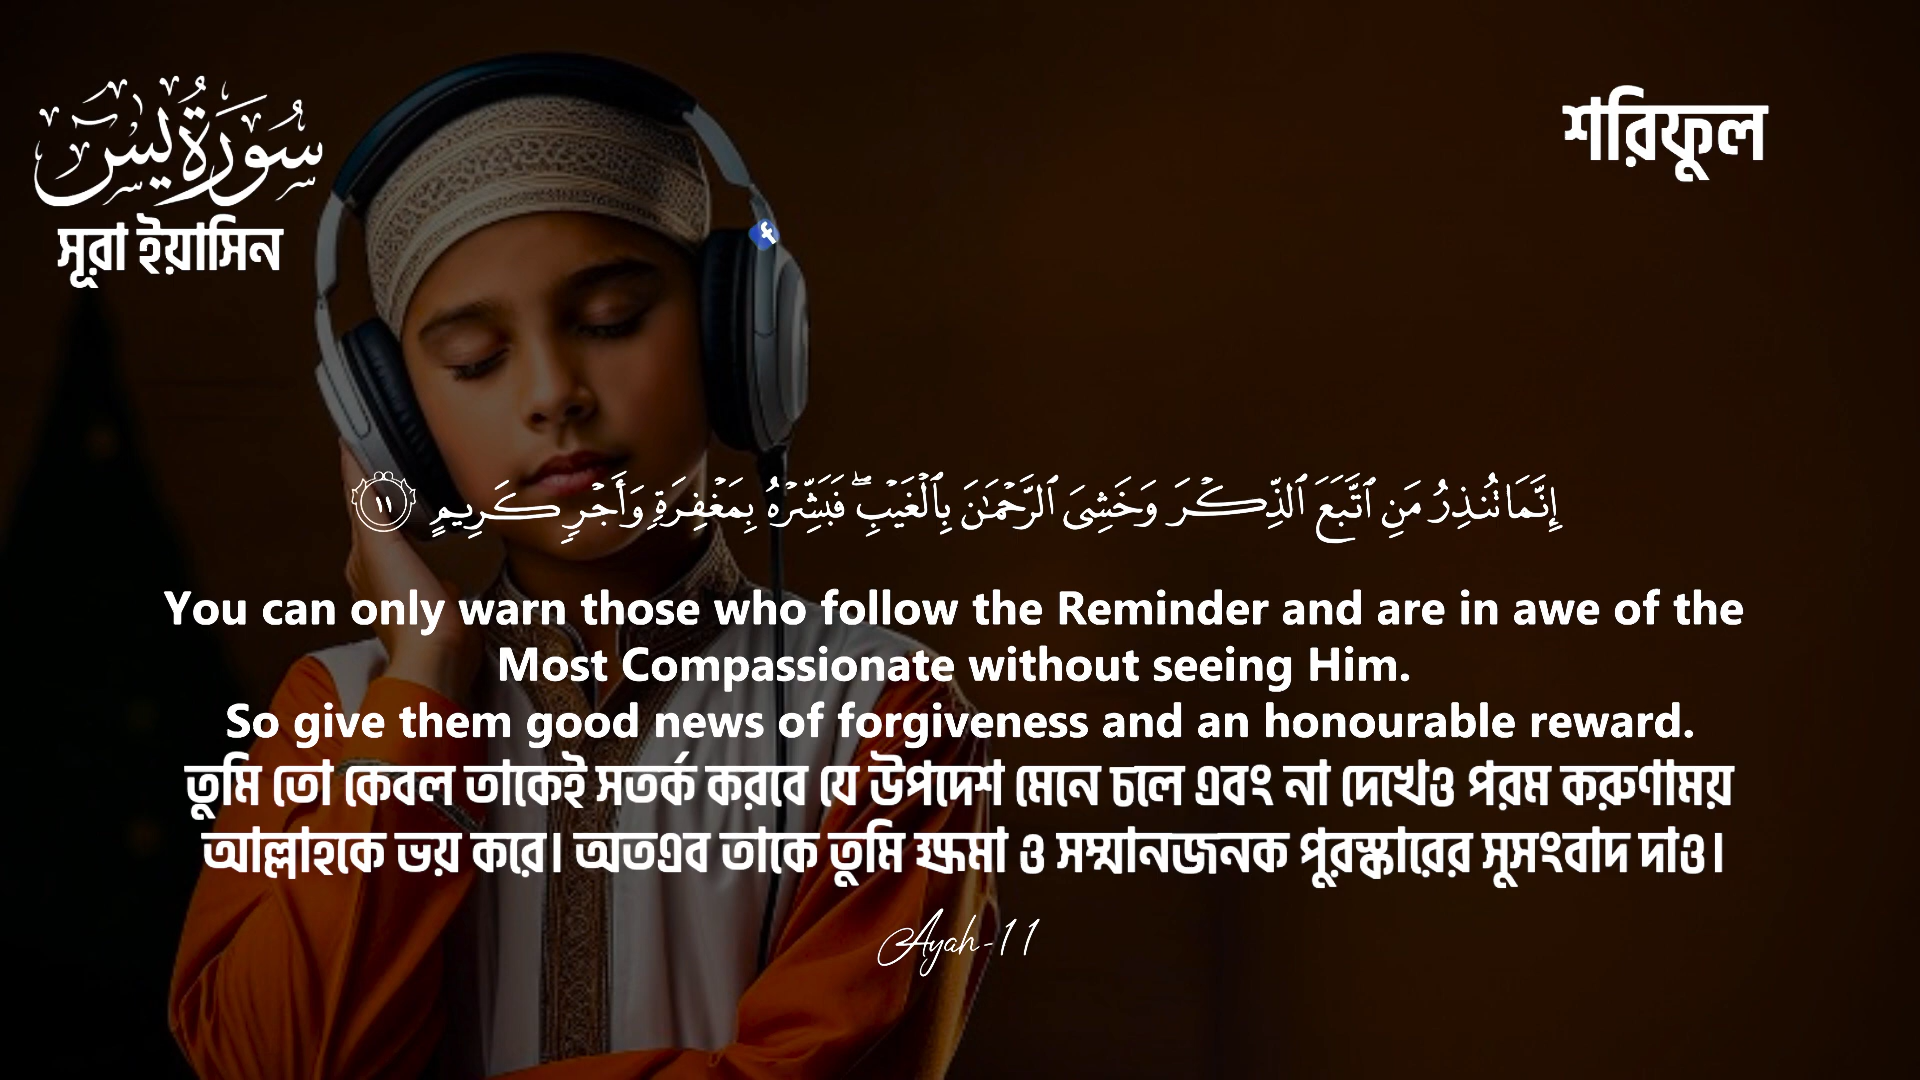 سُورَةُ يسٓ
সূরা ইয়াসিন
শরিফুল
إِنَّمَا تُنذِرُ مَنِ ٱتَّبَعَ ٱلذِّكْرَ وَخَشِىَ ٱلرَّحْمَـٰنَ بِٱلْغَيْبِ ۖ فَبَشِّرْهُ بِمَغْفِرَةٍ وَأَجْرٍ كَرِيمٍ ١١
You can only warn those who follow the Reminder and are in awe of the
Most Compassionate without seeing Him.
So give them good news of forgiveness and an honourable reward.
তুমি তো কেবল তাকেই সতর্ক করবে যে উপদেশ মেনে চলে এবং না দেখেও পরম করুণাময়
আল্লাহকে ভয় করে। অতএব তাকে তুমি ক্ষমা ও সম্মানজনক পুরস্কারের সুসংবাদ দাও।
Ayah-11